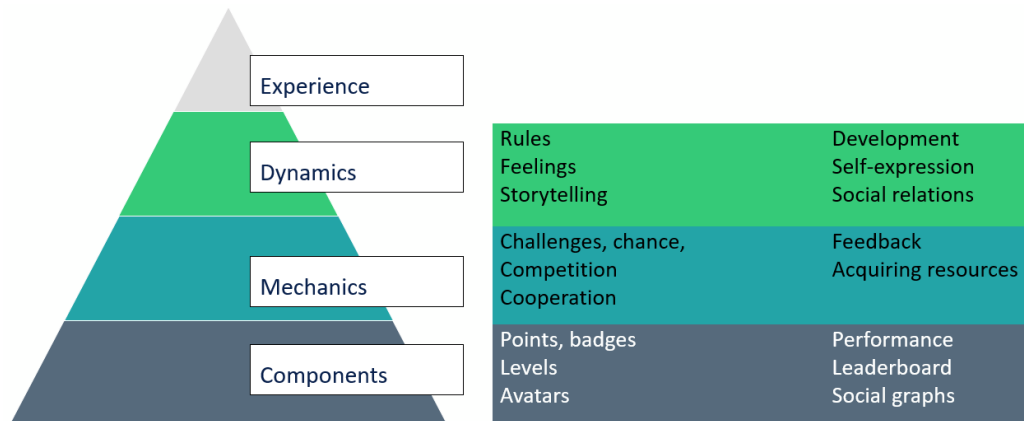 Experience
Dynamics
Rules
Feelings
Storytelling
Development
Self-expression
Social relations
Mechanics
Challenges, chance,
Competition
Cooperation
Feedback
Acquiring resources
Components
Points, badges
Levels
Avatars
Performance
Leaderboard
Social graphs